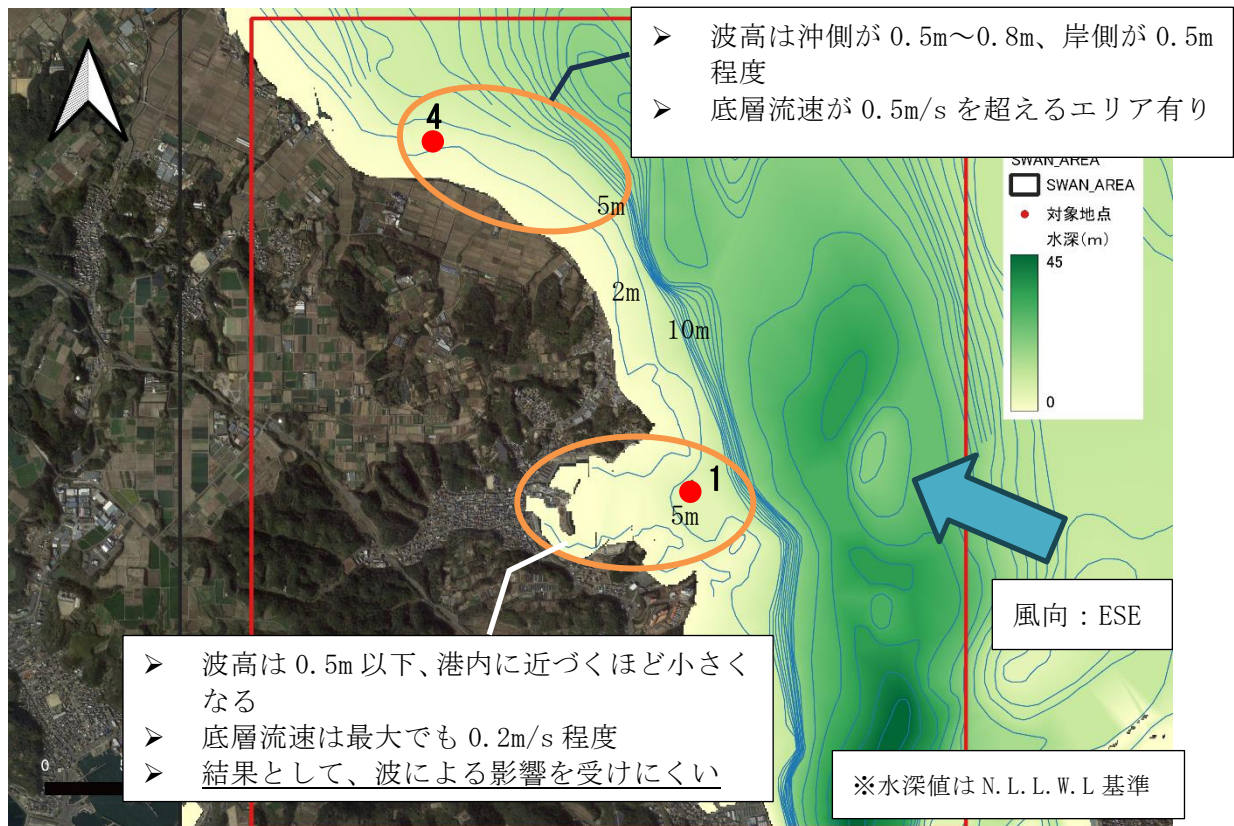 ➢ 波高は沖側が 0.5m～0.8m、岸側が 0.5m
程度
➢ 底層流速が 0.5m/s を超えるエリア有り
SWAN_AREA
SWAN_AREA
対象地点
水深(m)
45
0
4
5m
2m
10m
1
5m
風向：ESE
➢ 波高は 0.5m 以下、港内に近づくほど小さく
なる
➢ 底層流速は最大でも 0.2m/s 程度
➢ 結果として、波による影響を受けにくい
0
※水深値は N.L.L.W.L 基準